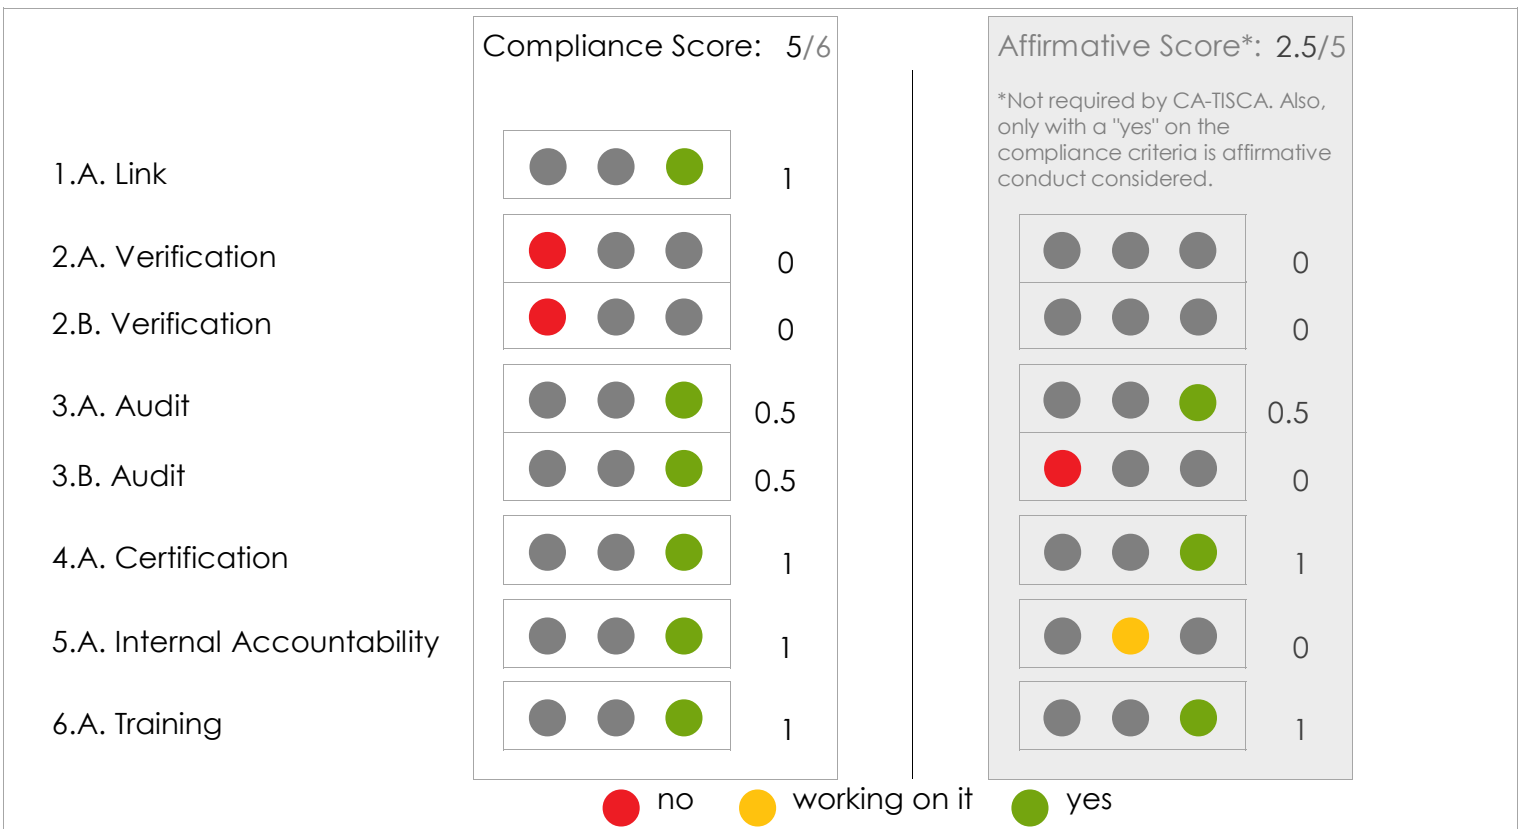 Compliance Score: 5/6
Affirmative Score*: 2.5/5
*Not required by CA-TISCA. Also,
only with a "yes" on the
compliance criteria is affirmative
conduct considered.
1.A. Link 1
2.A. Verification 0 0
2.B. Verification 0 0
3.A. Audit 0.5 0.5
3.B. Audit 0.5 0
4.A. Certification 1 1
5.A. Internal Accountability 1 0
6.A. Training 1 1
no working on it yes